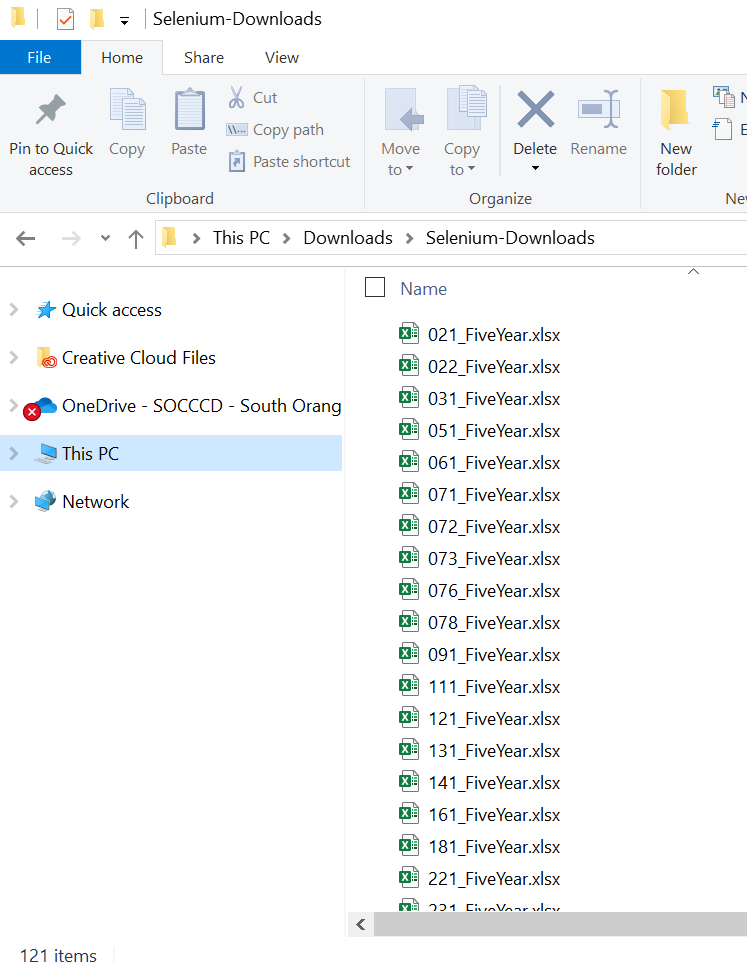 Selenium-Downloads
File Home Share View
Pin to Quick access
Copy
Paste
Cut
Copy path
Paste shortcut
Clipboard
Move to
Copy to
Delete
Rename
Organize
New folder
This PC > Downloads > Selenium-Downloads
Name
Quick access
Creative Cloud Files
OneDrive - SOCCCD - South Orang
This PC
Network
021_FiveYear.xlsx
022_FiveYear.xlsx
031_FiveYear.xlsx
051_FiveYear.xlsx
061_FiveYear.xlsx
071_FiveYear.xlsx
072_FiveYear.xlsx
073_FiveYear.xlsx
076_FiveYear.xlsx
078_FiveYear.xlsx
091_FiveYear.xlsx
111_FiveYear.xlsx
121_FiveYear.xlsx
131_FiveYear.xlsx
141_FiveYear.xlsx
161_FiveYear.xlsx
181_FiveYear.xlsx
221_FiveYear.xlsx
231_FiveYear.xlsx
121 items